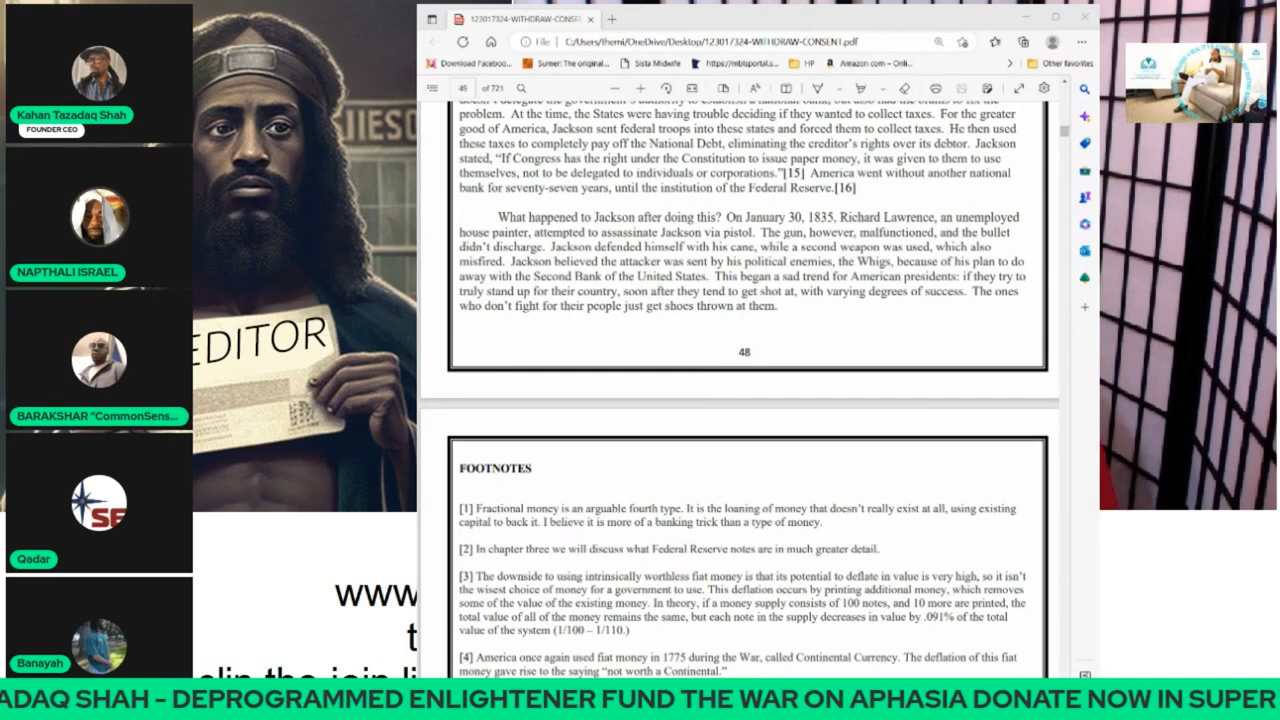 Kahan Tazadaq Shah
FOUNDER CEO
NAPTHALI ISRAEL
BARAKSHAR "CommonSens...
Qadar
Banayah
SE
EDITOR
www
123017324-WITHDRAW-CONSE
File
C:/Users/themi/OneDrive/Desktop/123017324-WITHDRAW-CONSENT.pdf
Download Faceboo...
Sumer: The original...
Sista Midwife
https://mbtsportal.s...
HP
Amazon.com – Onli...
Other favorites
49 of 721
problem. At the time, the States were having trouble deciding if they wanted to collect taxes. For the greater
good of America, Jackson sent federal troops into these states and forced them to collect taxes. He then used
these taxes to completely pay off the National Debt, eliminating the creditor's rights over its debtor. Jackson
stated, "If Congress has the right under the Constitution to issue paper money, it was given to them to use
themselves, not to be delegated to individuals or corporations."[15] America went without another national
bank for seventy-seven years, until the institution of the Federal Reserve.[16]
What happened to Jackson after doing this? On January 30, 1835, Richard Lawrence, an unemployed
house painter, attempted to assassinate Jackson via pistol. The gun, however, malfunctioned, and the bullet
didn't discharge. Jackson defended himself with his cane, while a second weapon was used, which also
misfired. Jackson believed the attacker was sent by his political enemies, the Whigs, because of his plan to do
away with the Second Bank of the United States. This began a sad trend for American presidents: if they try to
truly stand up for their country, soon after they tend to get shot at, with varying degrees of success. The ones
who don't fight for their people just get shoes thrown at them.
48
FOOTNOTES
[1] Fractional money is an arguable fourth type. It is the loaning of money that doesn't really exist at all, using existing
capital to back it. I believe it is more of a banking trick than a type of money.
[2] In chapter three we will discuss what Federal Reserve notes are in much greater detail.
[3] The downside to using intrinsically worthless fiat money is that its potential to deflate in value is very high, so it isn't
the wisest choice of money for a government to use. This deflation occurs by printing additional money, which removes
some of the value of the existing money. In theory, if a money supply consists of 100 notes, and 10 more are printed, the
total value of all of the money remains the same, but each note in the supply decreases in value by .091% of the total
value of the system (1/100 – 1/110.)
[4] America once again used fiat money in 1775 during the War, called Continental Currency. The deflation of this fiat
money gave rise to the saying "not worth a Continental."
ADAQ SHAH - DEPROGRAMMED ENLIGHTENER FUND THE WAR ON APHASIA DONATE NOW IN SUPER